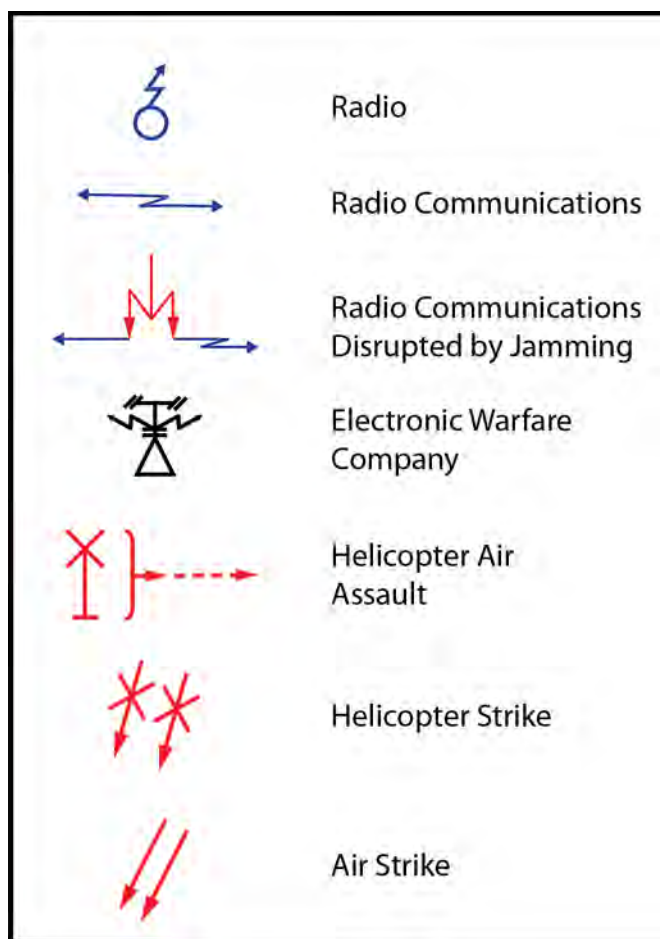 Radio
Radio Communications
Radio Communications
Disrupted by Jamming
Electronic Warfare
Company
Helicopter Air
Assault
Helicopter Strike
Air Strike